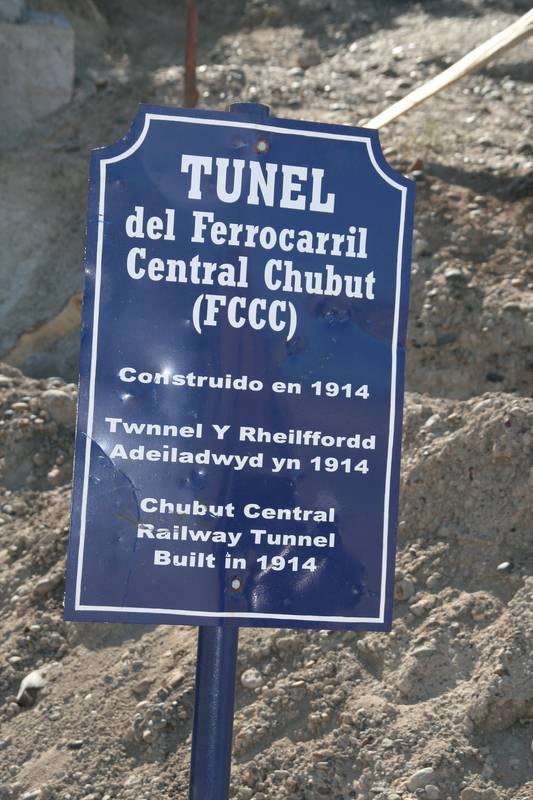 TUNEL
del Ferrocarril
Central Chubut
(FCCC)
Construido en 1914
Twnnel Y Rheilffordd
Adeiladwyd yn 1914
Chubut Central
Railway Tunnel
Built in 1914